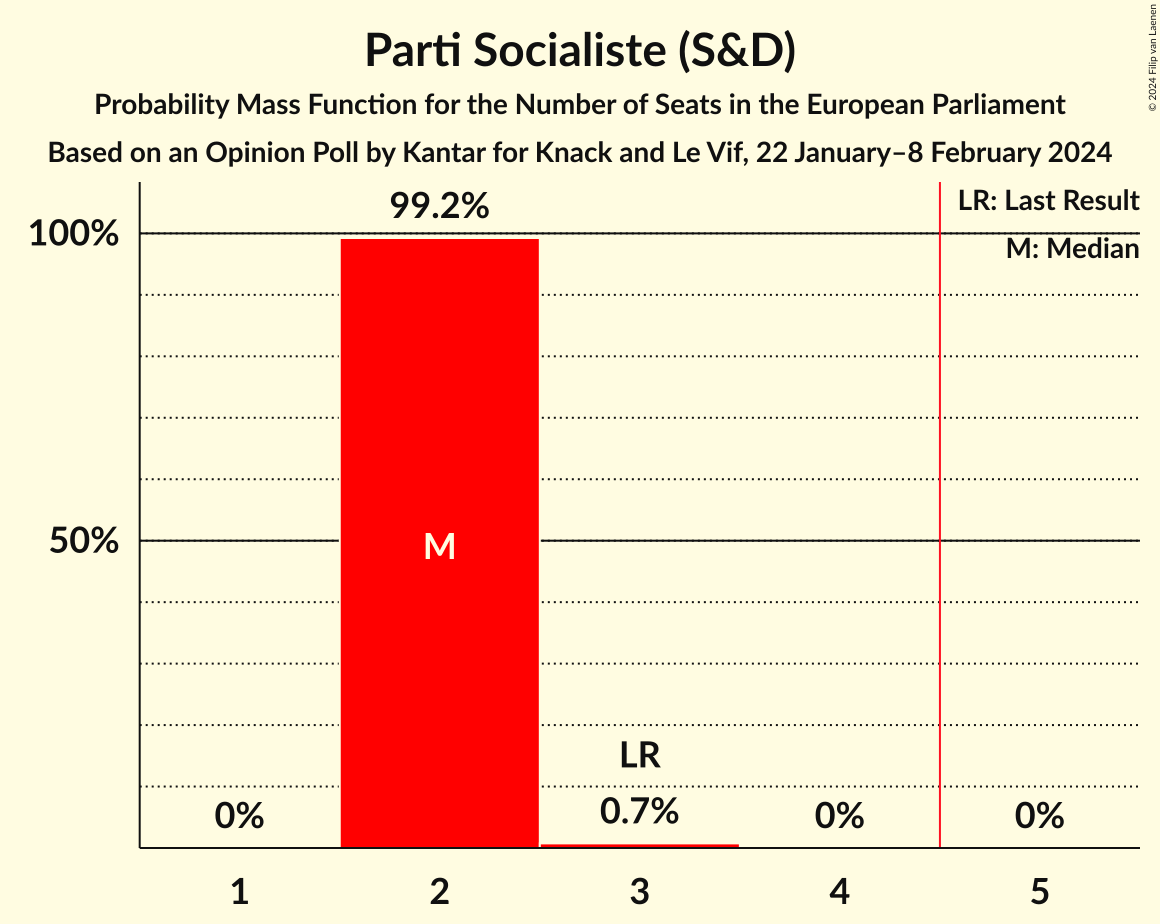 Parti Socialiste (S&D)
Probability Mass Function for the Number of Seats in the European Parliament
Based on an Opinion Poll by Kantar for Knack and Le Vif, 22 January–8 February 2024
© 2024 Filip van Laenen
LR: Last Result
M: Median
99.2%
100%
50%
M
LR
0% 0.7% 0% 0%
1 2 3 4 5